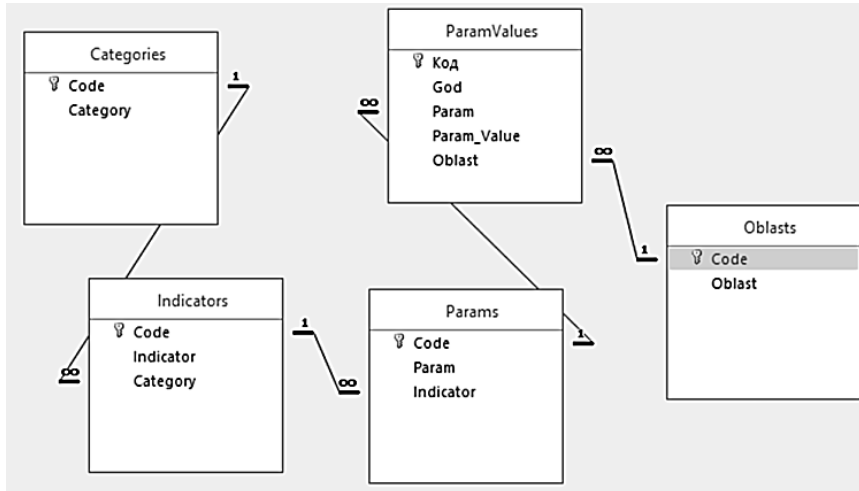 Categories
Code
Category
1
ParamValues
Код
God
Param
Param_Value
Oblast
∞
∞
Oblasts
Code
Oblast
1
Indicators
Code
Indicator
Category
∞
1
Params
Code
Param
Indicator
∞
1